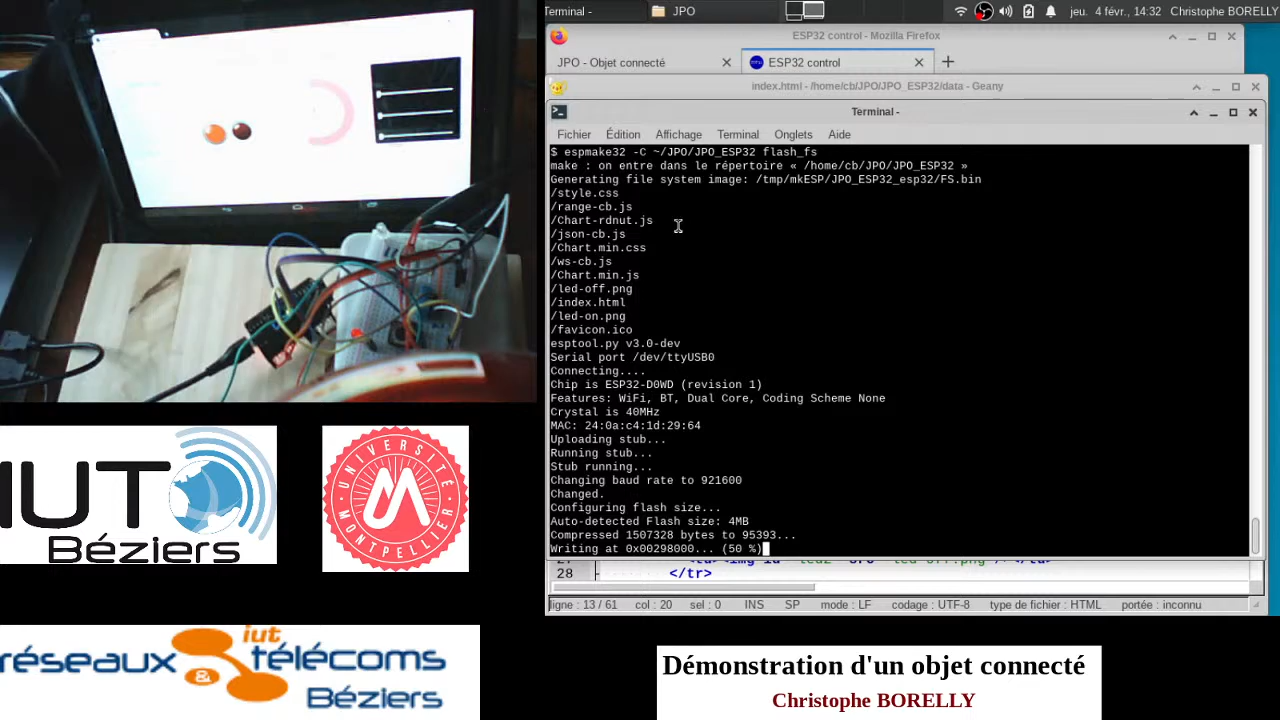 Terminal -
JPO
jeu. 4 févr., 14:32 Christophe BORELLY
ESP32 control - Mozilla Firefox
JPO - Objet connecté
ESP32 control
index.html - /home/cb/JPO/JPO_ESP32/data - Geany
Terminal -
Fichier Édition Affichage Terminal Onglets Aide
$ espmake32 -C ~/JPO/JPO_ESP32 flash_fs
make : on entre dans le répertoire « /home/cb/JPO/JPO_ESP32 »
Generating file system image: /tmp/mkESP/JPO_ESP32_esp32/FS.bin
/style.css
/range-cb.js
/Chart-rdnut.js
/json-cb.js
/Chart.min.css
/ws-cb.js
/Chart.min.js
/led-off.png
/index.html
/led-on.png
/favicon.ico
esptool.py v3.0-dev
Serial port /dev/ttyUSB0
Connecting....
Chip is ESP32-D0WD (revision 1)
Features: WiFi, BT, Dual Core, Coding Scheme None
Crystal is 40MHz
MAC: 24:0a:c4:1d:29:64
Uploading stub...
Running stub...
Stub running...
Changing baud rate to 921600
Changed.
Configuring flash size...
Auto-detected Flash size: 4MB
Compressed 1507328 bytes to 95393...
Writing at 0x00298000... (50 %)
28 </tr>
ligne : 13 / 61 col : 20 sel : 0 INS SP mode : LF codage : UTF-8 type de fichier : HTML portée : inconnu
IUT
Béziers
UNIVERSITÉ
MONTPELLIER
iut
réseaux & télécoms
Béziers
Démonstration d'un objet connecté
Christophe BORELLY